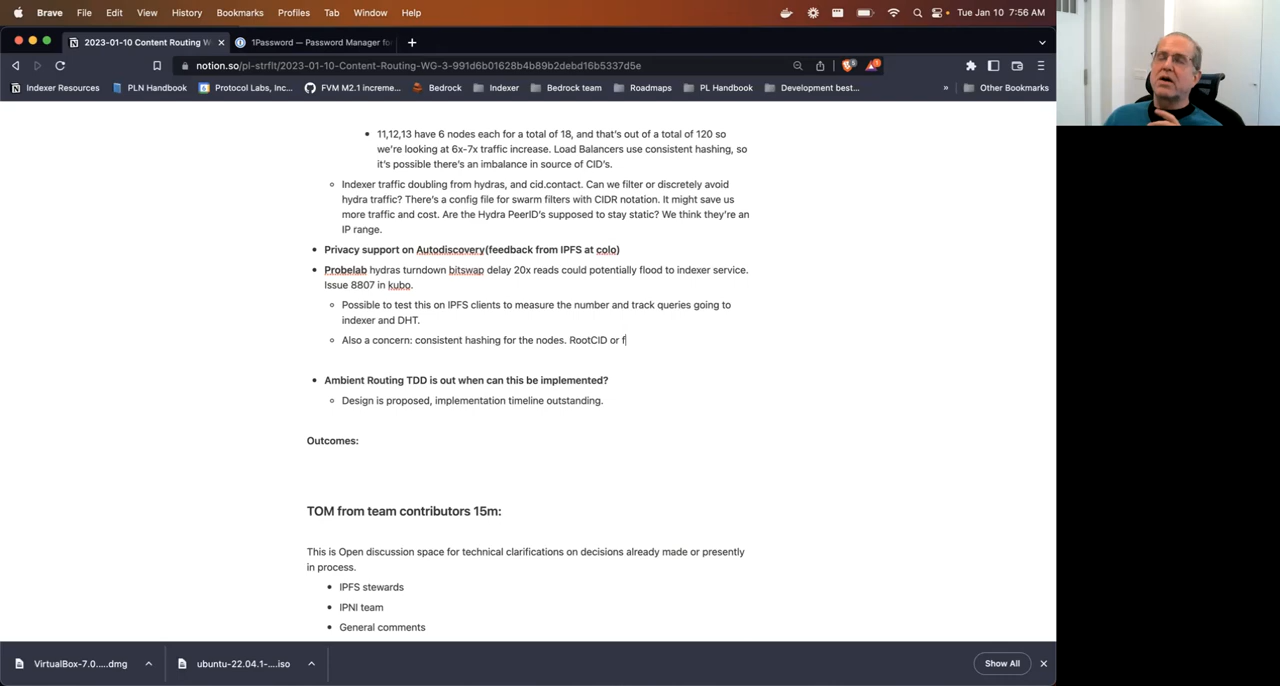 Brave File Edit View History Bookmarks Profiles Tab Window Help Tue Jan 10 7:56 AM
2023-01-10 Content Routing W 1Password — Password Manager for
notion.so/pl-strflt/2023-01-10-Content-Routing-WG-3-991d6b01628b4b89b2debd16b5337d5e
Indexer Resources PLN Handbook Protocol Labs, Inc... FVM M2.1 increme... Bedrock Indexer Bedrock team Roadmaps PL Handbook Development best... » Other Bookmarks
11,12,13 have 6 nodes each for a total of 18, and that's out of a total of 120 so
we're looking at 6x-7x traffic increase. Load Balancers use consistent hashing, so
it's possible there's an imbalance in source of CID's.
Indexer traffic doubling from hydras, and cid.contact. Can we filter or discretely avoid
hydra traffic? There's a config file for swarm filters with CIDR notation. It might save us
more traffic and cost. Are the Hydra PeerID's supposed to stay static? We think they're an
IP range.
Privacy support on Autodiscovery(feedback from IPFS at colo)
Probelab hydras turndown bitswap delay 20x reads could potentially flood to indexer service.
Issue 8807 in kubo.
Possible to test this on IPFS clients to measure the number and track queries going to
indexer and DHT.
Also a concern: consistent hashing for the nodes. RootCID or f
Ambient Routing TDD is out when can this be implemented?
Design is proposed, implementation timeline outstanding.
Outcomes:
TOM from team contributors 15m:
This is Open discussion space for technical clarifications on decisions already made or presently
in process.
IPFS stewards
IPNI team
General comments
VirtualBox-7.0.....dmg ubuntu-22.04.1-....iso Show All